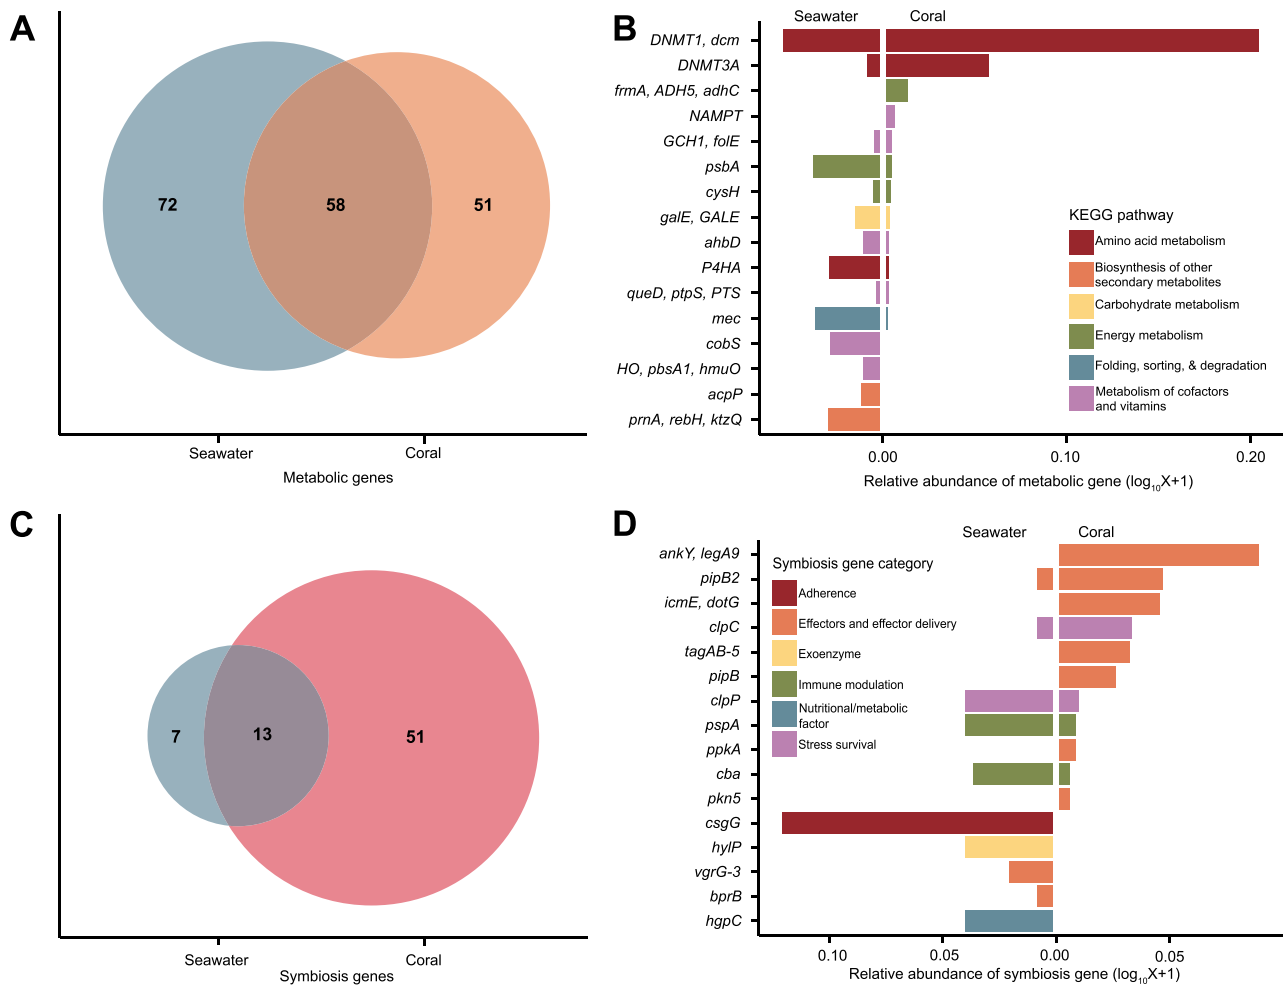 A
72
58
51
Seawater
Coral
Metabolic genes
B
Seawater
Coral
DNMT1, dcm
DNMT3A
frmA, ADH5, adhC
NAMPT
GCH1, folE
psbA
cysH
galE, GALE
ahbD
P4HA
queD, ptpS, PTS
mec
cobS
HO, pbsA1, hmuO
acpP
prnA, rebH, ktzQ
KEGG pathway
Amino acid metabolism
Biosynthesis of other
secondary metabolites
Carbohydrate metabolism
Energy metabolism
Folding, sorting, & degradation
Metabolism of cofactors
and vitamins
0.00
0.10
0.20
Relative abundance of metabolic gene (log10X+1)
C
7
13
51
Seawater
Coral
Symbiosis genes
D
Seawater
Coral
ankY, legA9
pipB2
icmE, dotG
clpC
tagAB-5
pipB
clpP
pspA
ppkA
cba
pkn5
csgG
hylP
vgrG-3
bprB
hgpC
Symbiosis gene category
Adherence
Effectors and effector delivery
Exoenzyme
Immune modulation
Nutritional/metabolic
factor
Stress survival
0.10
0.05
0.00
0.05
Relative abundance of symbiosis gene (log10X+1)